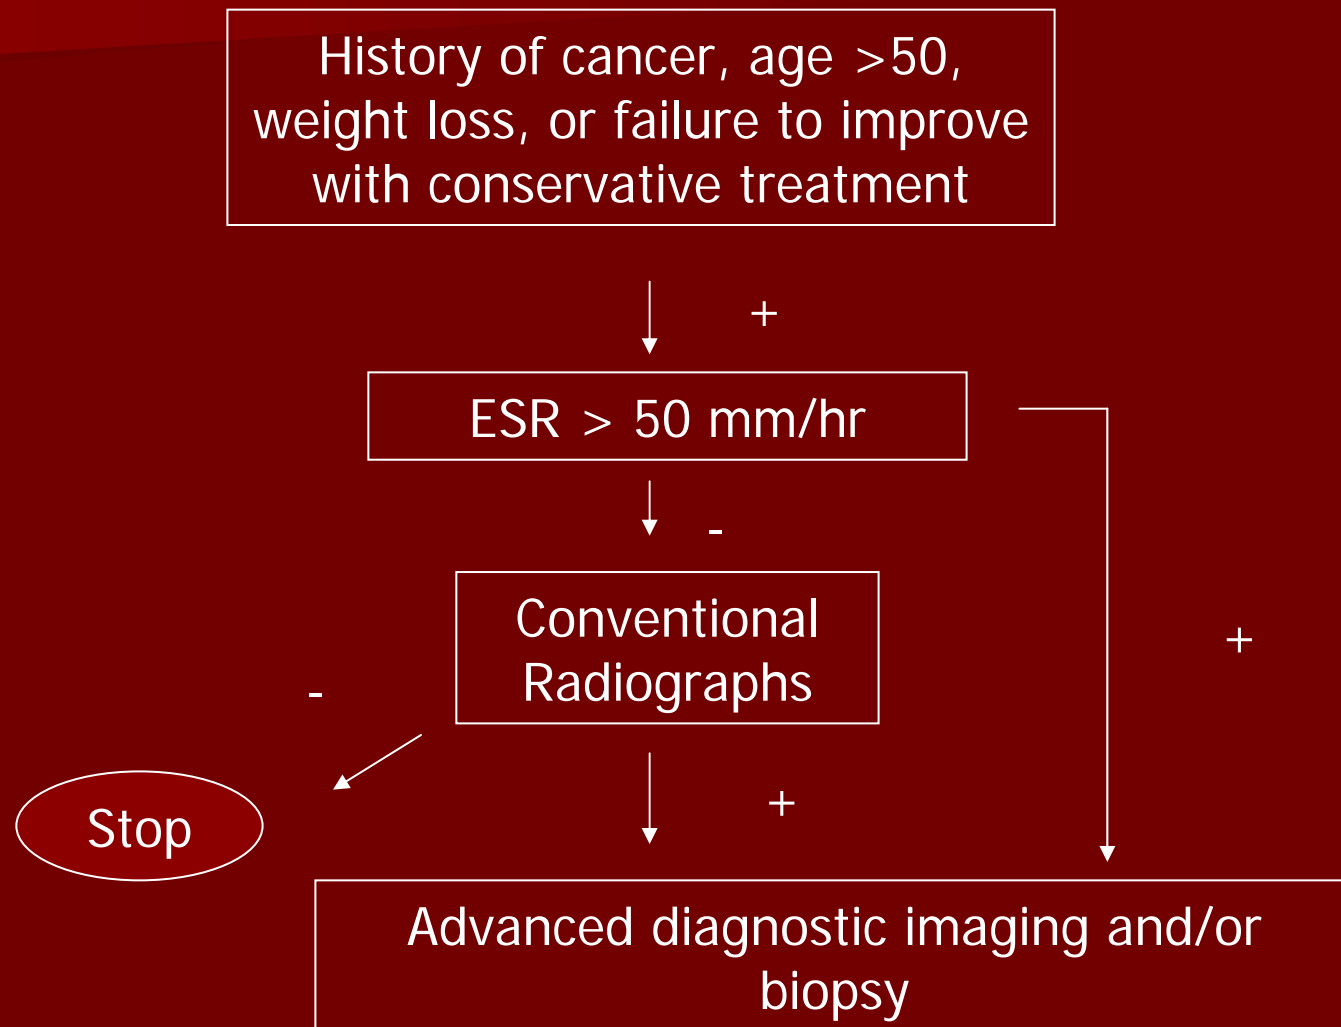 History of cancer, age >50,
weight loss, or failure to improve
with conservative treatment
+
ESR > 50 mm/hr
-
Conventional
Radiographs
+
-
+
Stop
Advanced diagnostic imaging and/or
biopsy